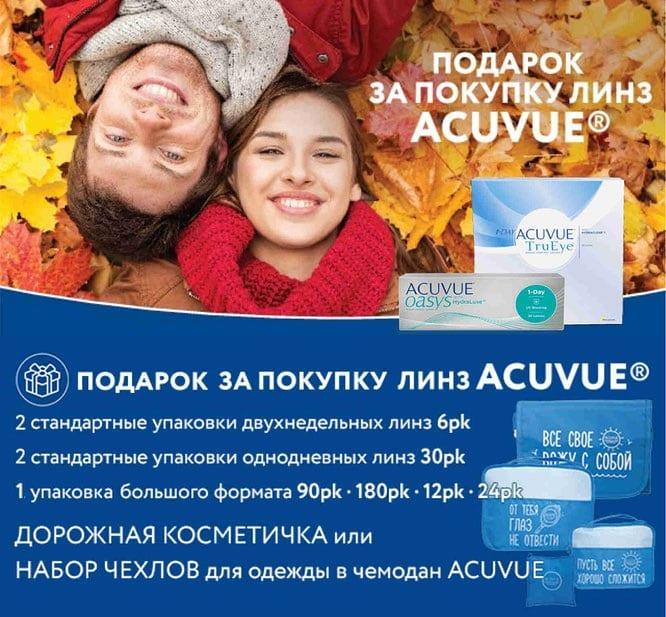 ПОДАРОК
ЗА ПОКУПКУ ЛИНЗ
ACUVUE®
1-DAY ACUVUE
TruEye
ACUVUE
oasys
HydraLuxe™
1-Day
ПОДАРОК ЗА ПОКУПКУ ЛИНЗ ACUVUE®
2 стандартные упаковки двухнедельных линз 6pk
2 стандартные упаковки однодневных линз 30pk
1 упаковка большого формата 90pk · 180pk · 12pk · 24pk
ДОРОЖНАЯ КОСМЕТИЧКА или
НАБОР ЧЕХЛОВ для одежды в чемодан ACUVUE
ВСЕ СВОЕ
ВОЖУ С СОБОЙ
ОТ ТЕБЯ
ГЛАЗ
НЕ ОТВЕСТИ
ПУСТЬ ВСЕ
ХОРОШО СЛОЖИТСЯ